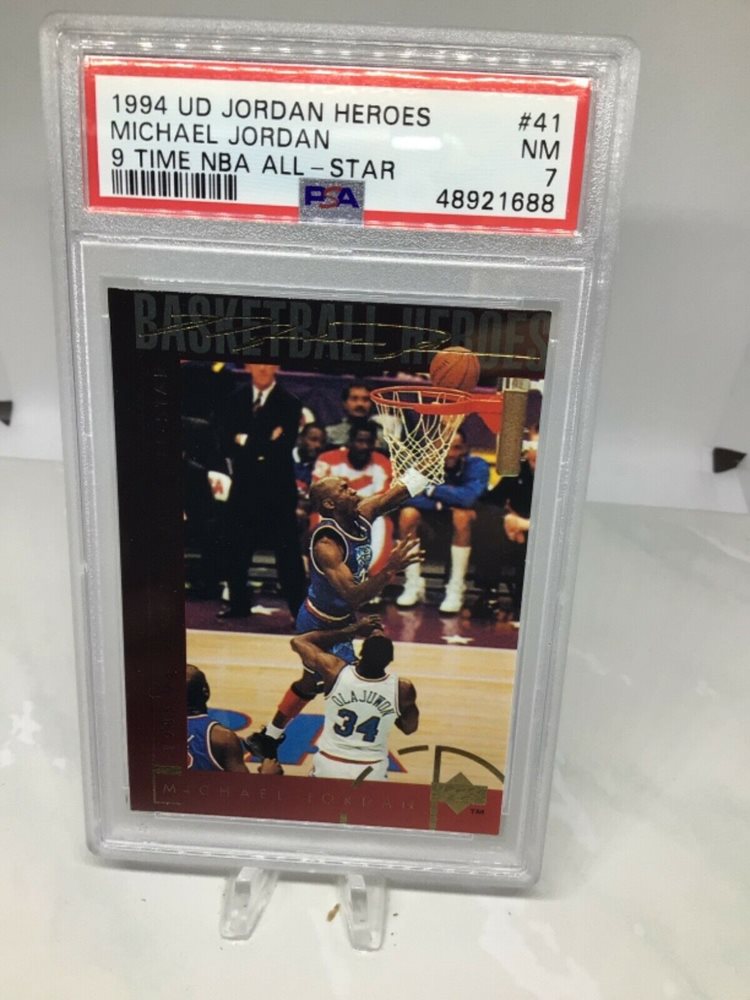 1994 UD JORDAN HEROES #41
MICHAEL JORDAN NM
9 TIME NBA ALL-STAR 7
PSA 48921688
BASKETBALL HEROES
OLAJUWON
34
MICHAEL JORDAN
TM